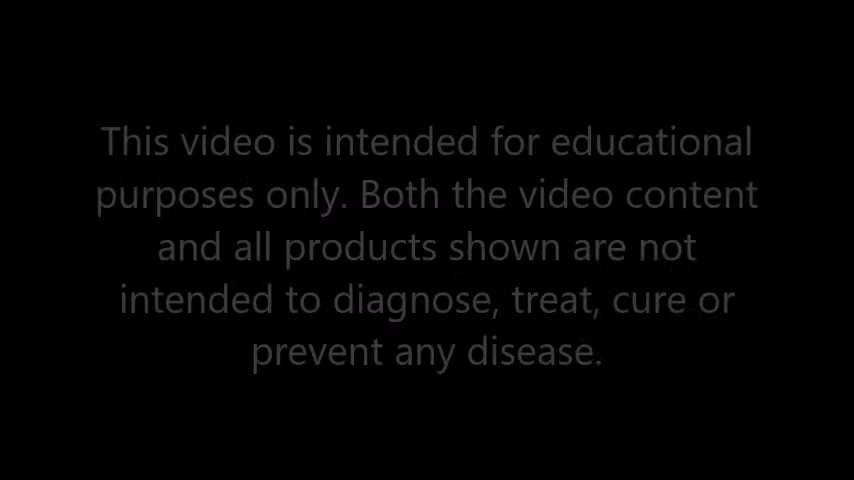 This video is intended for educational
purposes only. Both the video content
and all products shown are not
intended to diagnose, treat, cure or
prevent any disease.